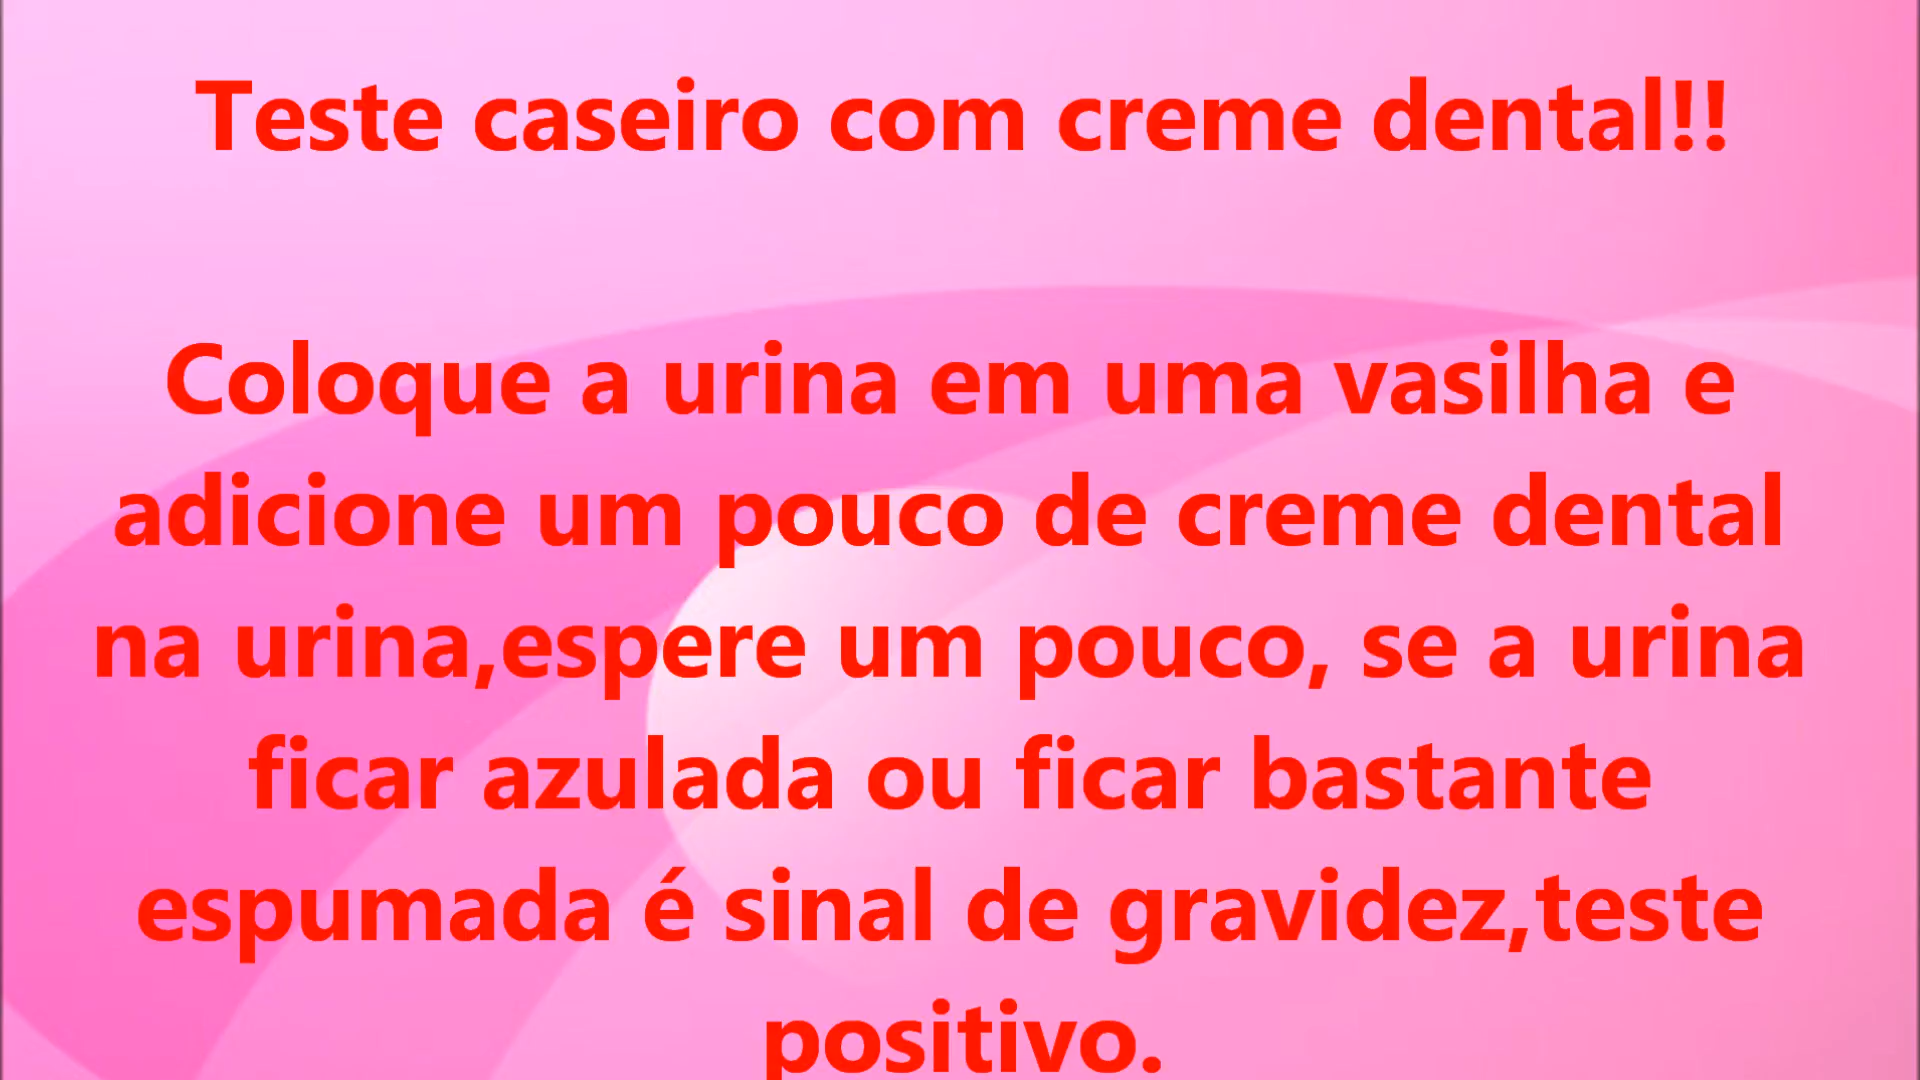 Teste caseiro com creme dental!!
Coloque a urina em uma vasilha e
adicione um pouco de creme dental
na urina,espere um pouco, se a urina
ficar azulada ou ficar bastante
espumada é sinal de gravidez,teste
positivo.